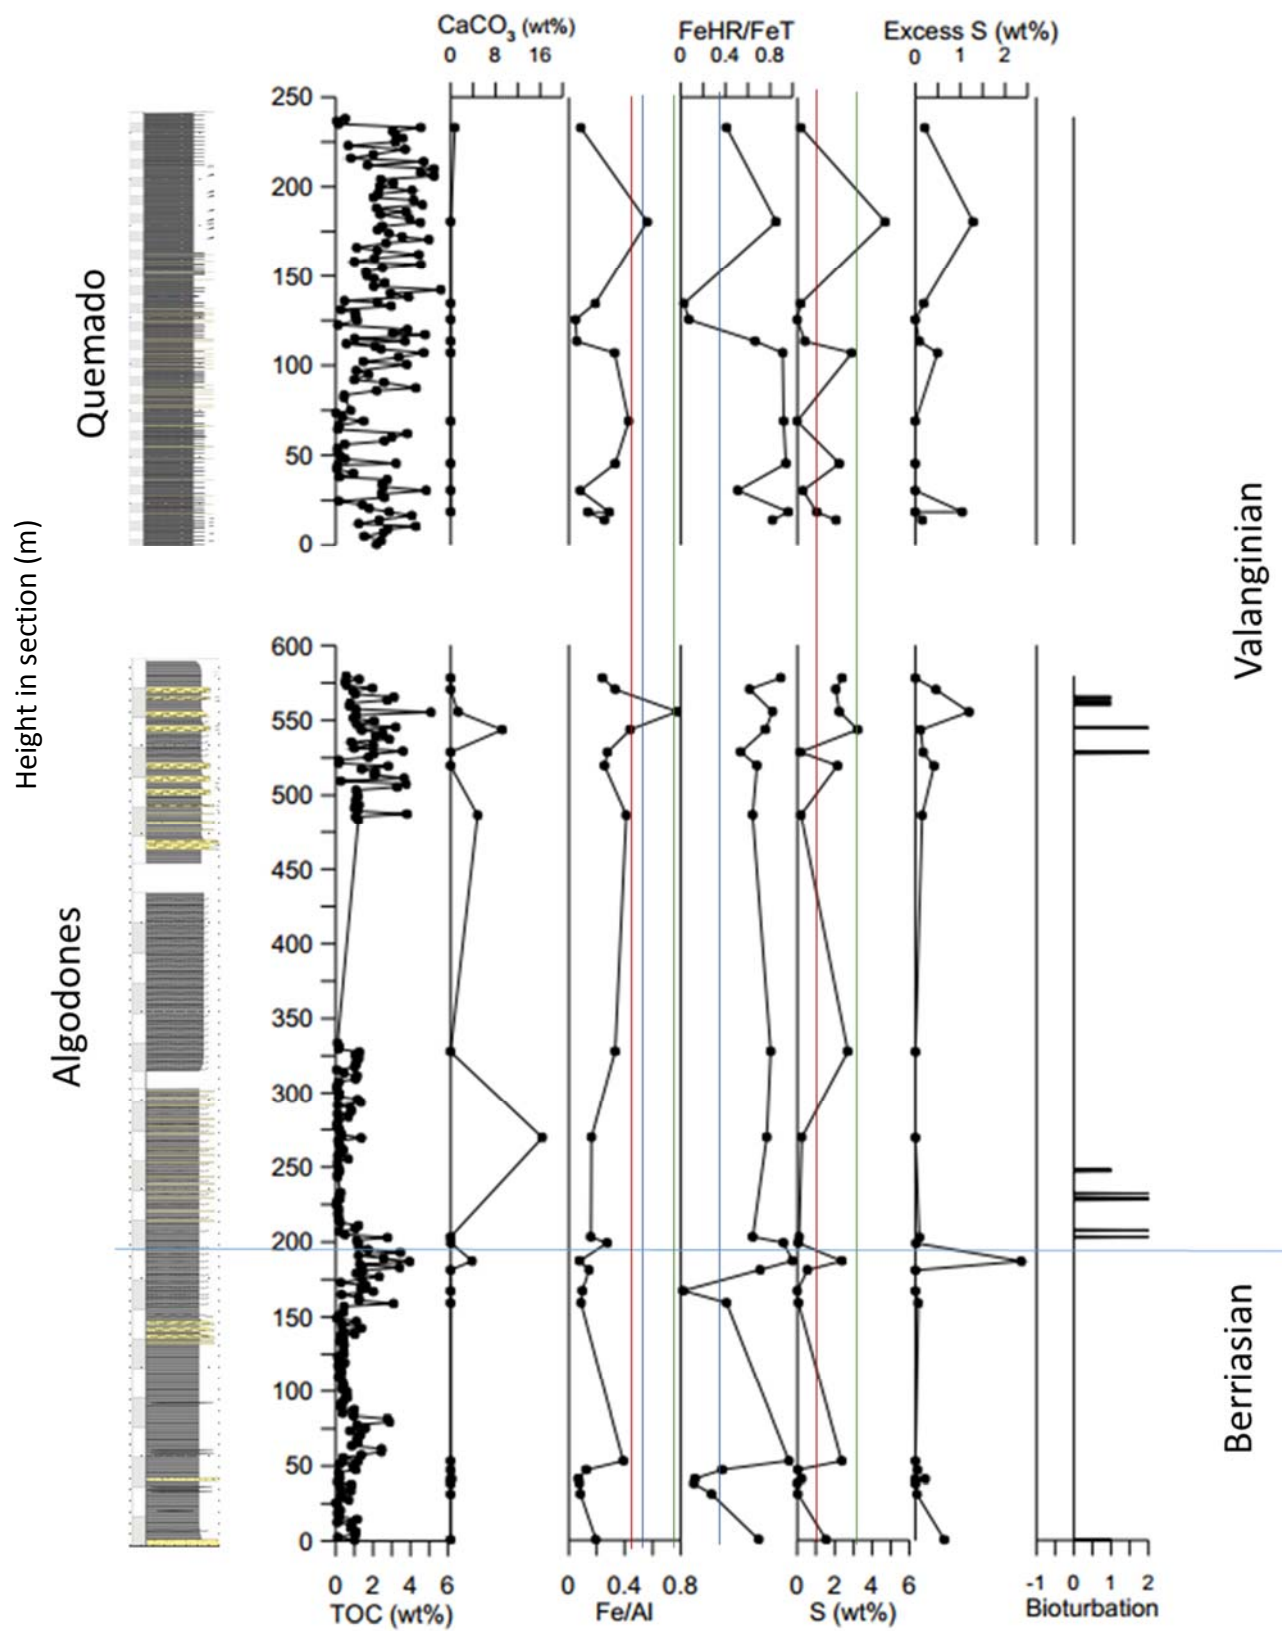 CaCO₃ (wt%)
FeHR/FeT
Excess S (wt%)
0 8 16
0 0.4 0.8
0 1 2
250
200
150
100
50
0
Quemado
Height in section (m)
Valanginian
600
550
500
450
400
350
300
250
200
150
100
50
0
Algodones
Berriasian
0 2 4 6
0 0.4 0.8
0 2 4 6
-1 0 1 2
TOC (wt%)
Fe/Al
S (wt%)
Bioturbation